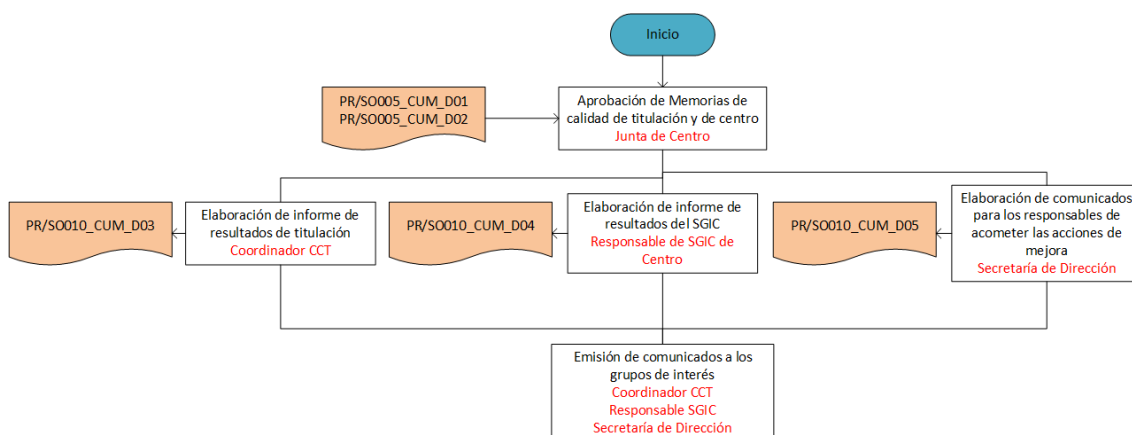 Inicio
PR/SO005_CUM_D01
PR/SO005_CUM_D02
Aprobación de Memorias de
calidad de titulación y de centro
Junta de Centro
PR/SO010_CUM_D03
Elaboración de informe de
resultados de titulación
Coordinador CCT
PR/SO010_CUM_D04
Elaboración de informe de
resultados del SGIC
Responsable de SGIC de
Centro
PR/SO010_CUM_D05
Elaboración de comunicados
para los responsables de
acometer las acciones de
mejora
Secretaría de Dirección
Emisión de comunicados a los
grupos de interés
Coordinador CCT
Responsable SGIC
Secretaría de Dirección